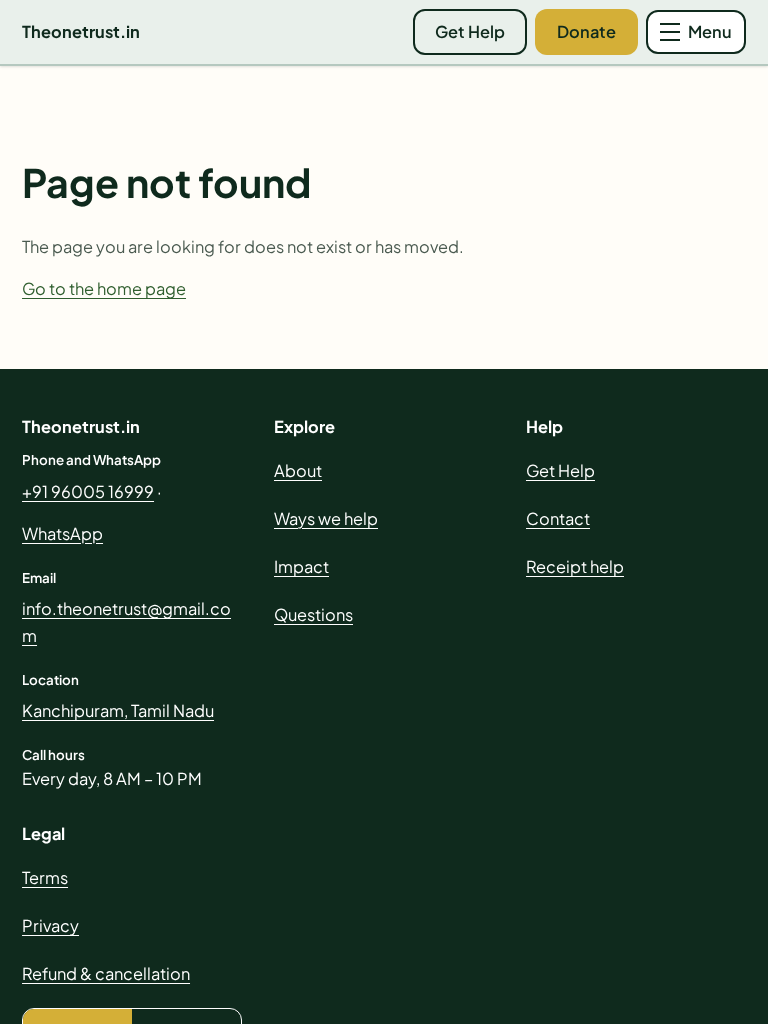 Theonetrust.in
Get Help
Donate
Menu
Page not found
The page you are looking for does not exist or has moved.
Go to the home page
Theonetrust.in
Phone and WhatsApp
+91 96005 16999 ·
WhatsApp
Email
info.theonetrust@gmail.co
m
Location
Kanchipuram, Tamil Nadu
Call hours
Every day, 8 AM – 10 PM
Explore
About
Ways we help
Impact
Questions
Help
Get Help
Contact
Receipt help
Legal
Terms
Privacy
Refund & cancellation